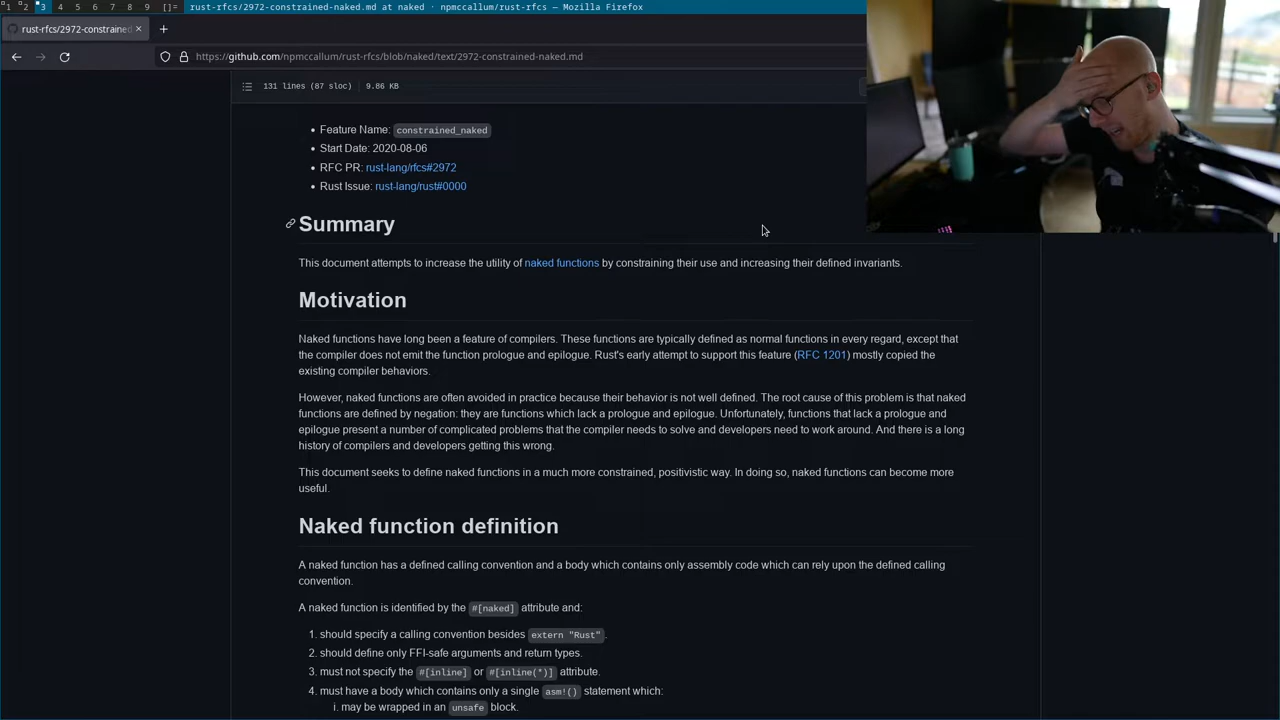 1 2 3 4 5 6 7 8 9 []= rust-rfcs/2972-constrained-naked.md at naked · npmccallum/rust-rfcs — Mozilla Firefox
rust-rfcs/2972-constrained
https://github.com/npmccallum/rust-rfcs/blob/naked/text/2972-constrained-naked.md
131 lines (87 sloc) 9.86 KB
Feature Name: constrained_naked
Start Date: 2020-08-06
RFC PR: rust-lang/rfcs#2972
Rust Issue: rust-lang/rust#0000
Summary
This document attempts to increase the utility of naked functions by constraining their use and increasing their defined invariants.
Motivation
Naked functions have long been a feature of compilers. These functions are typically defined as normal functions in every regard, except that
the compiler does not emit the function prologue and epilogue. Rust's early attempt to support this feature (RFC 1201) mostly copied the
existing compiler behaviors.
However, naked functions are often avoided in practice because their behavior is not well defined. The root cause of this problem is that naked
functions are defined by negation: they are functions which lack a prologue and epilogue. Unfortunately, functions that lack a prologue and
epilogue present a number of complicated problems that the compiler needs to solve and developers need to work around. And there is a long
history of compilers and developers getting this wrong.
This document seeks to define naked functions in a much more constrained, positivistic way. In doing so, naked functions can become more
useful.
Naked function definition
A naked function has a defined calling convention and a body which contains only assembly code which can rely upon the defined calling
convention.
A naked function is identified by the #[naked] attribute and:
1. should specify a calling convention besides extern "Rust".
2. should define only FFI-safe arguments and return types.
3. must not specify the #[inline] or #[inline(*)] attribute.
4. must have a body which contains only a single asm!() statement which:
i. may be wrapped in an unsafe block.